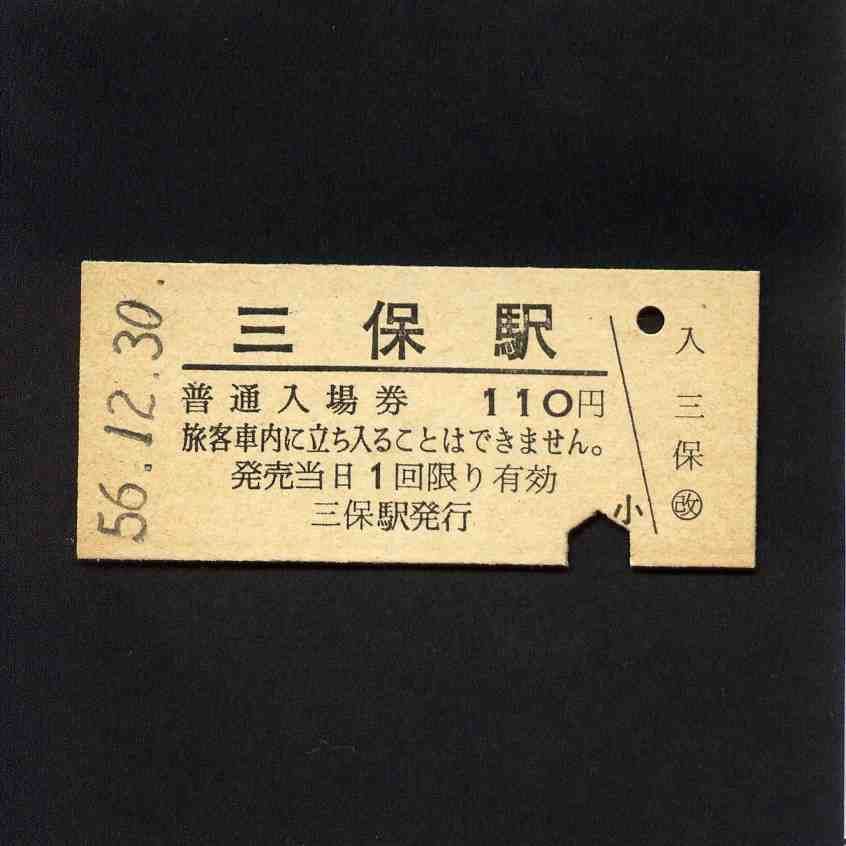 56.12.30
三保駅
普通入場券 110円
旅客車内に立ち入ることはできません。
発売当日1回限り有効
三保駅発行
小
入
三
保
㊢